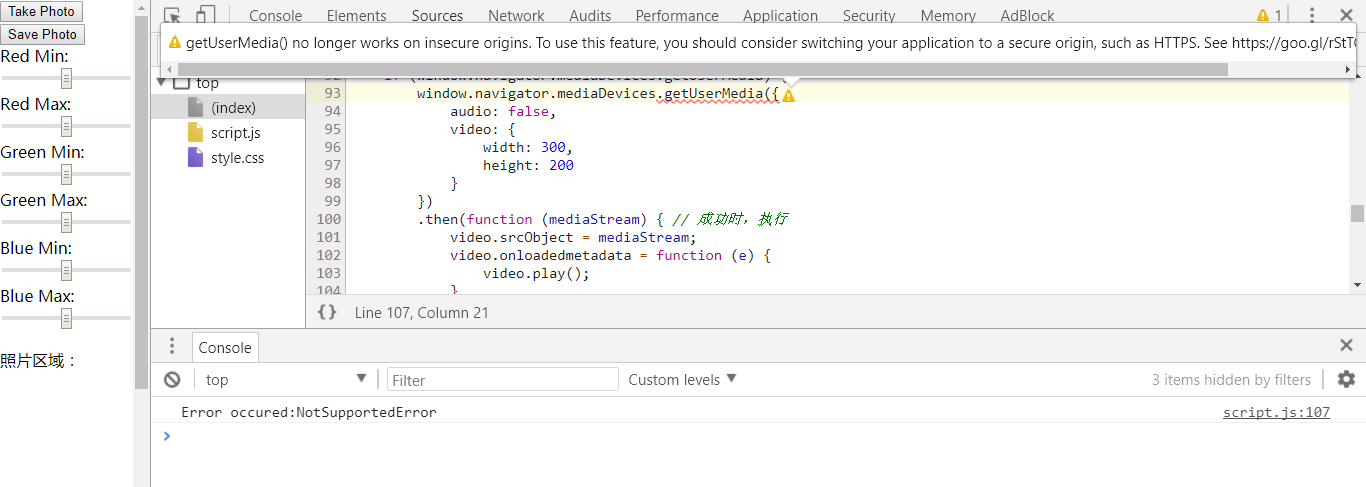 Take Photo
Save Photo
Red Min:
Red Max:
Green Min:
Green Max:
Blue Min:
Blue Max:
照片区域：
Console Elements Sources Network Audits Performance Application Security Memory AdBlock 1
getUserMedia() no longer works on insecure origins. To use this feature, you should consider switching your application to a secure origin, such as HTTPS. See https://goo.gl/rStTG
top
(index)
script.js
style.css
if (window.navigator.mediaDevices.getUserMedia) {
93 window.navigator.mediaDevices.getUserMedia({
94 audio: false,
95 video: {
96 width: 300,
97 height: 200
98 }
99 })
100 .then(function (mediaStream) { // 成功时，执行
101 video.srcObject = mediaStream;
102 video.onloadedmetadata = function (e) {
103 video.play();
104 }
{} Line 107, Column 21
Console
top Filter Custom levels 3 items hidden by filters
Error occured:NotSupportedError script.js:107